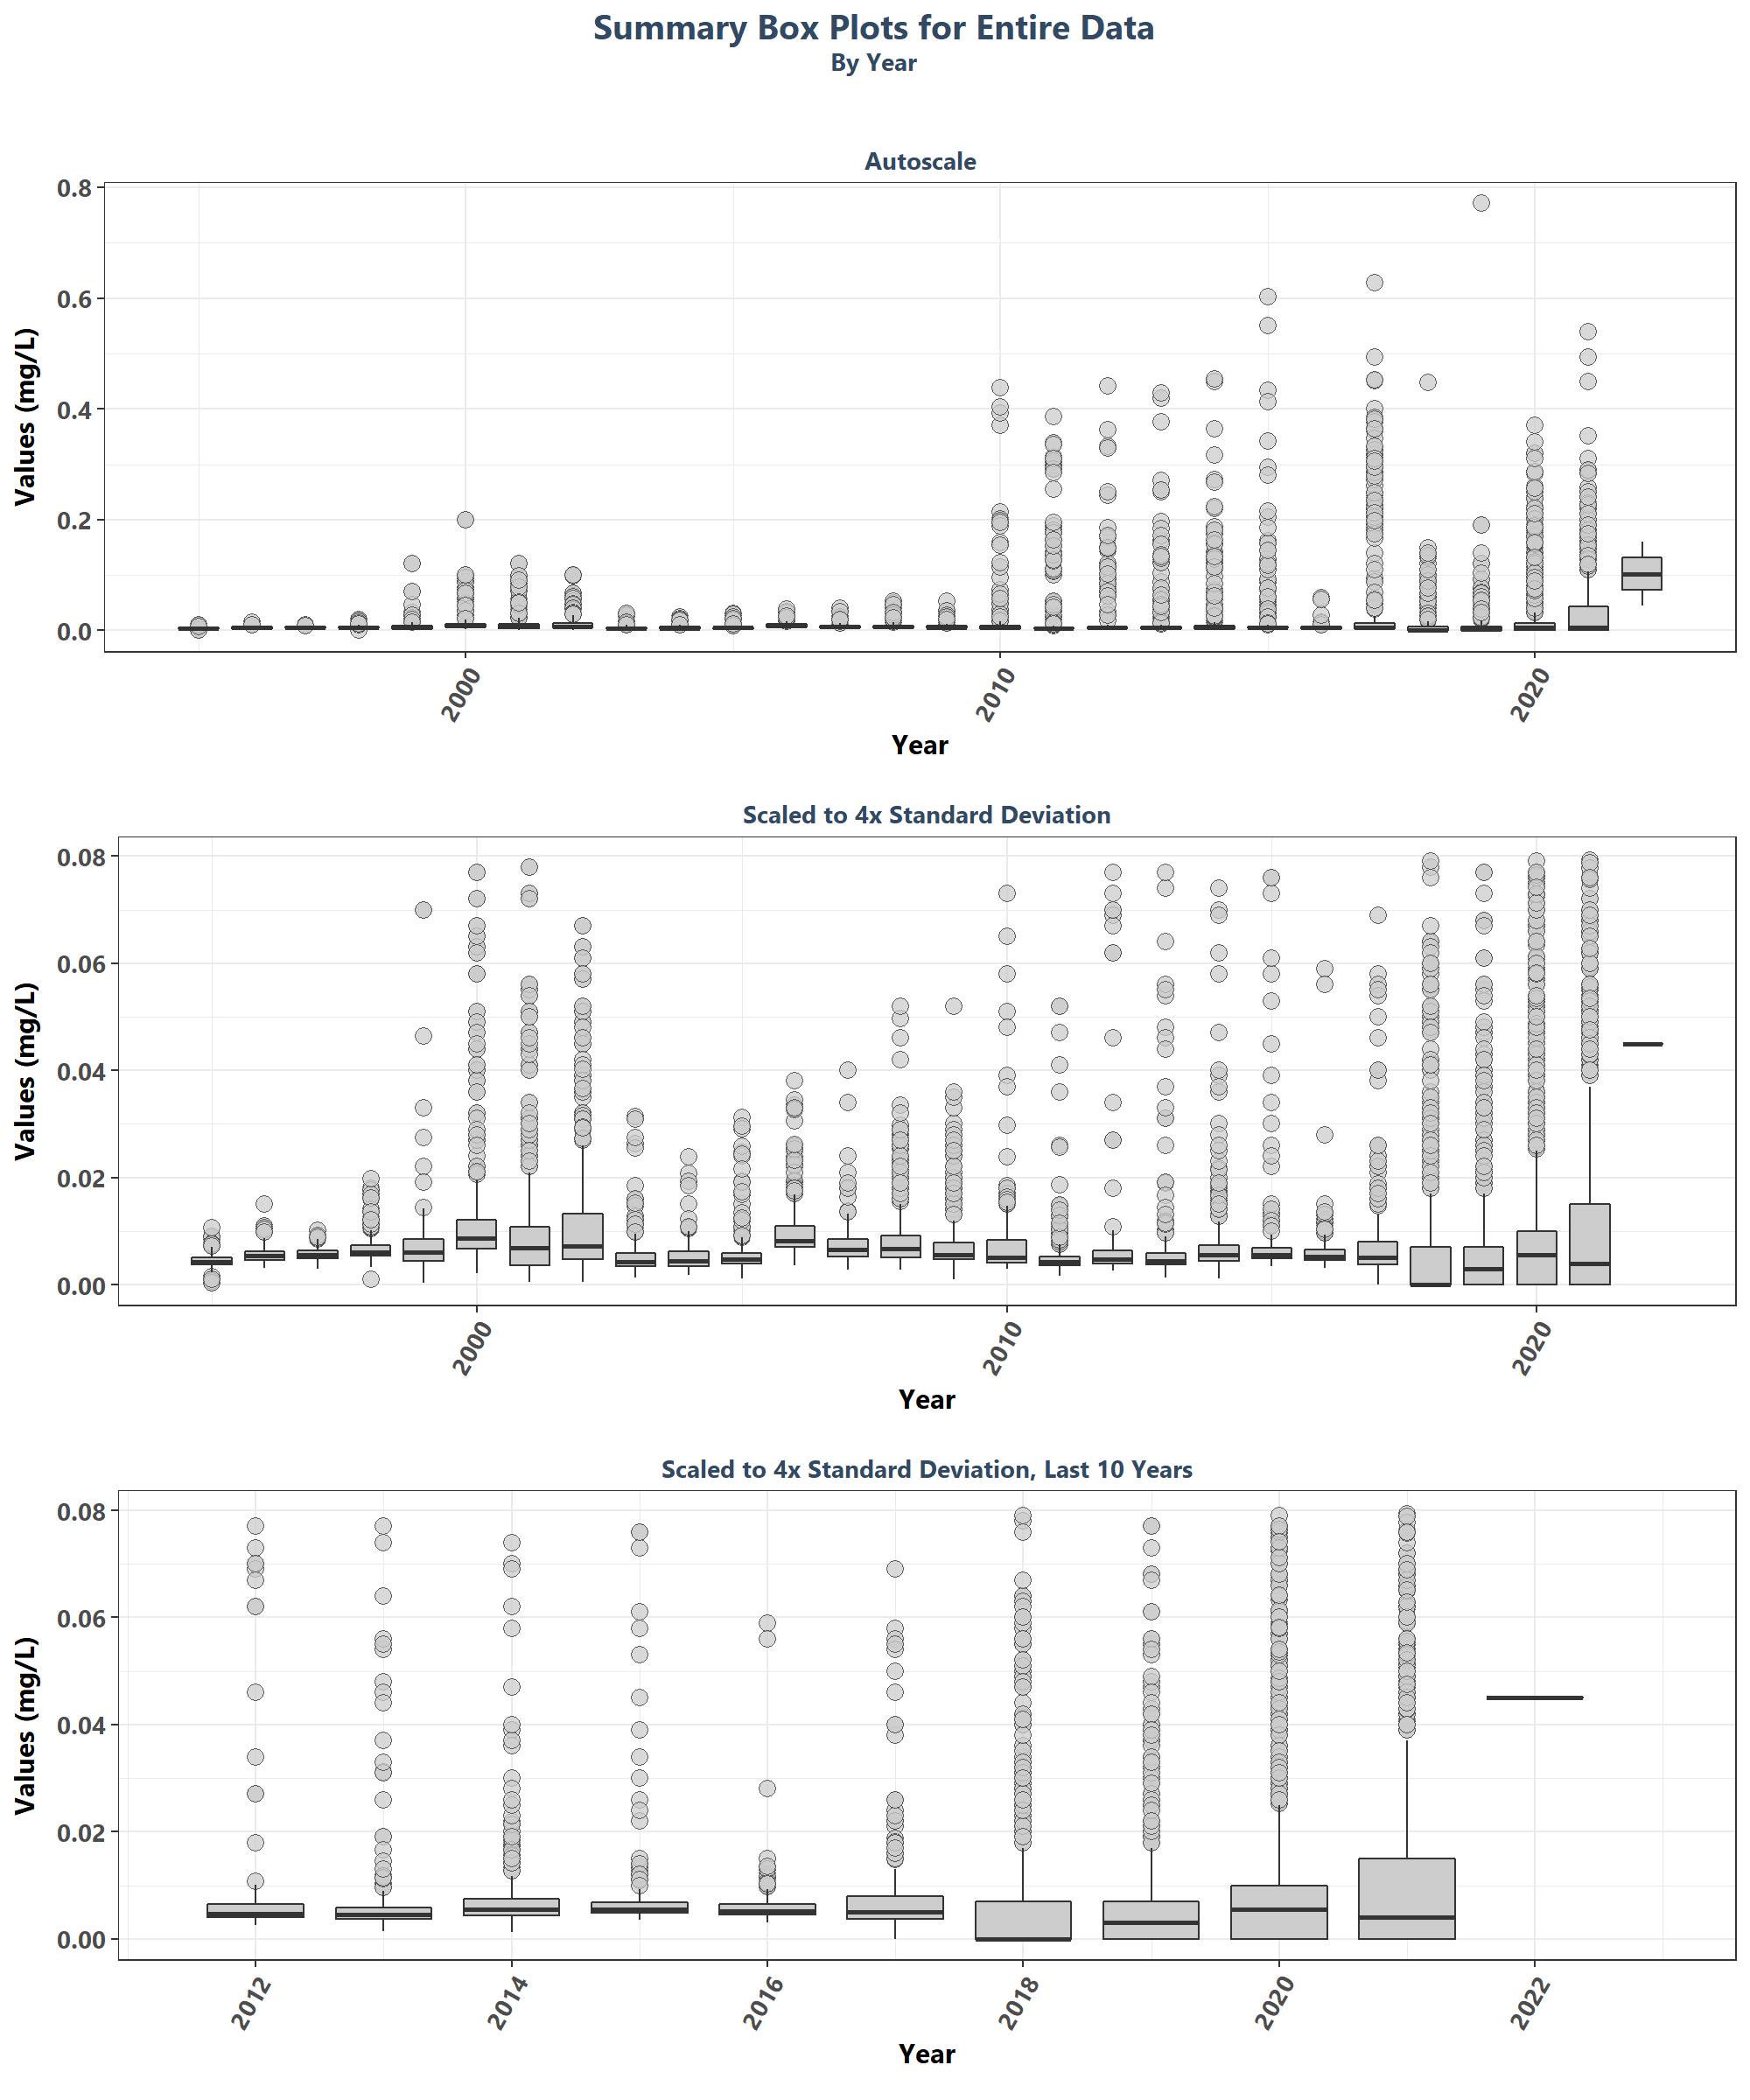 Summary Box Plots for Entire Data
By Year
Autoscale
Values (mg/L)
0.8
0.6
0.4
0.2
0.0
2000
2010
2020
Year
Scaled to 4x Standard Deviation
Values (mg/L)
0.08
0.06
0.04
0.02
0.00
2000
2010
2020
Year
Scaled to 4x Standard Deviation, Last 10 Years
Values (mg/L)
0.08
0.06
0.04
0.02
0.00
2012
2014
2016
2018
2020
2022
Year